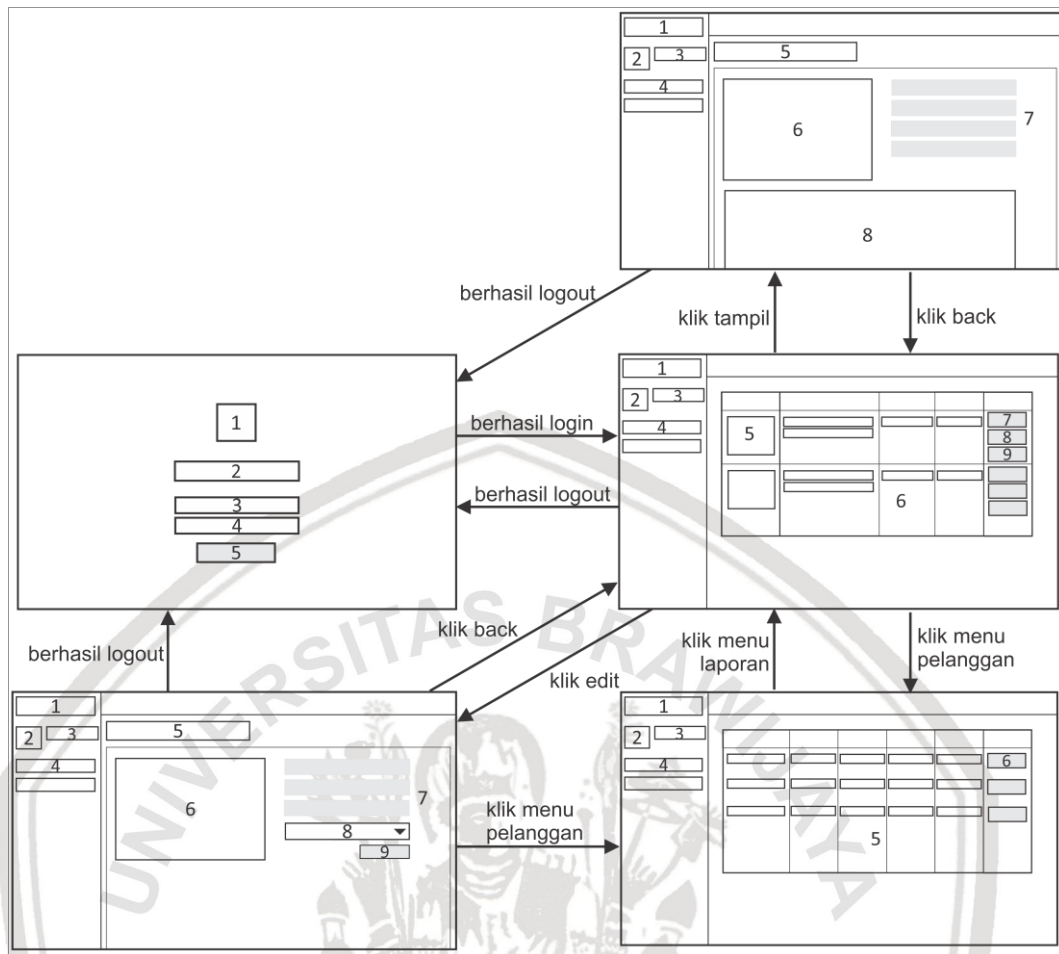 1
2
3
4
5
6
7
8
berhasil logout
klik tampil
klik back
1
2
3
4
5
berhasil login
berhasil logout
1
2
3
4
5
6
7
8
9
berhasil logout
klik back
klik edit
klik menu
laporan
klik menu
pelanggan
1
2
3
4
5
6
7
8
9
klik menu
pelanggan
1
2
3
4
5
6
UNIVERSITAS BRAWIJAYA